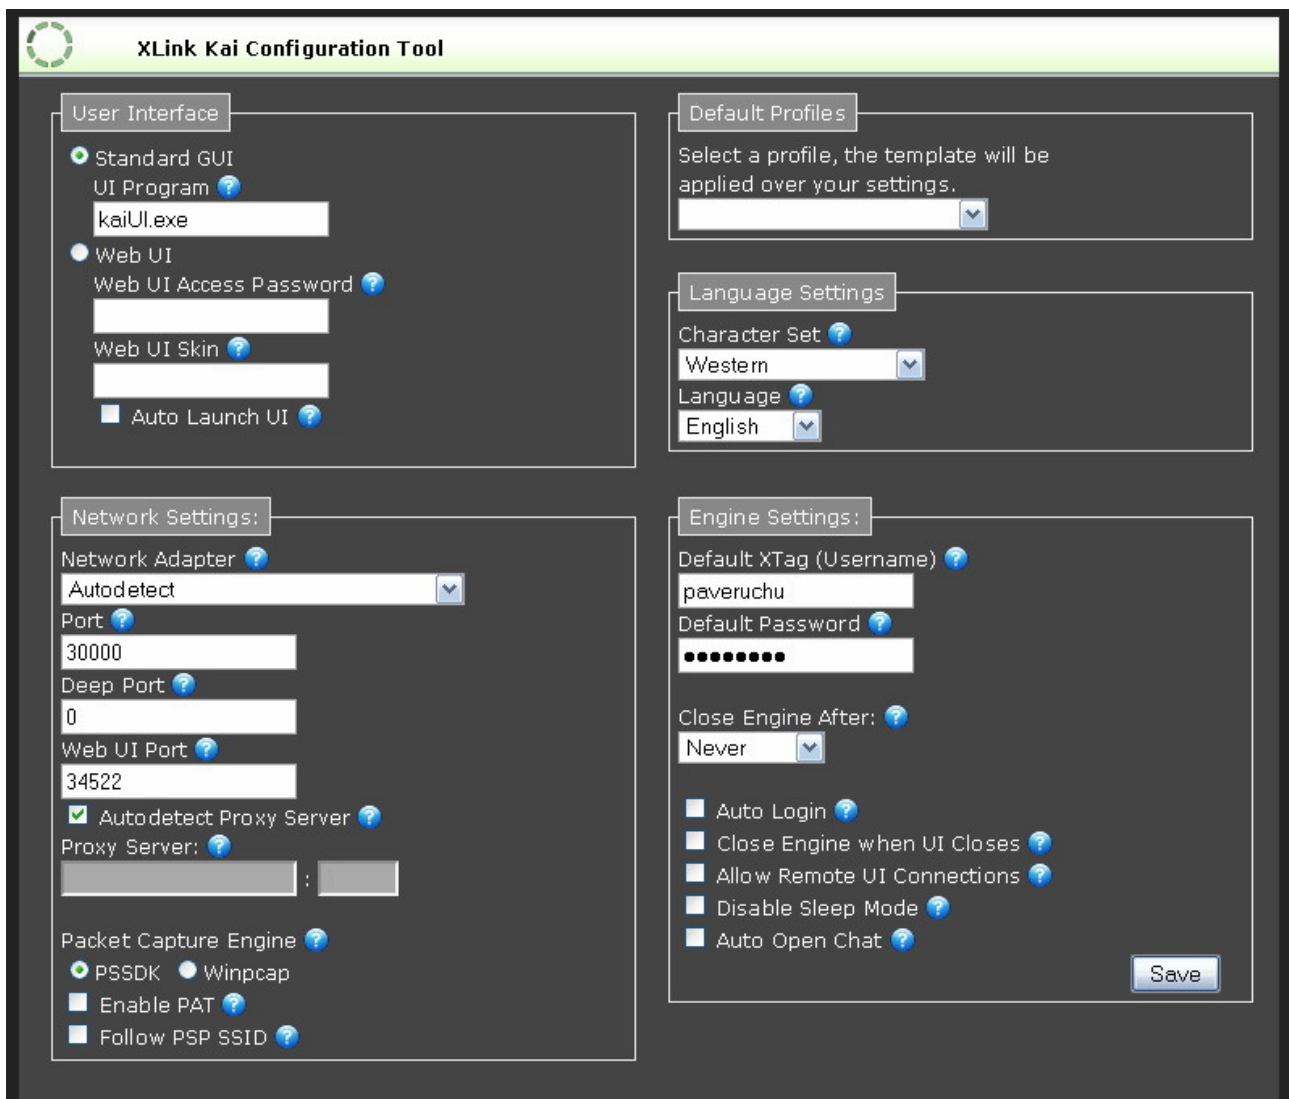 XLink Kai Configuration Tool
User Interface
Standard GUI
UI Program
kaiUI.exe
Web UI
Web UI Access Password
Web UI Skin
Auto Launch UI
Default Profiles
Select a profile, the template will be
applied over your settings.
Language Settings
Character Set
Western
Language
English
Network Settings:
Network Adapter
Autodetect
Port
30000
Deep Port
0
Web UI Port
34522
Autodetect Proxy Server
Proxy Server:
:
Packet Capture Engine
PSSDK Winpcap
Enable PAT
Follow PSP SSID
Engine Settings:
Default XTag (Username)
paveruchu
Default Password
••••••••
Close Engine After:
Never
Auto Login
Close Engine when UI Closes
Allow Remote UI Connections
Disable Sleep Mode
Auto Open Chat
Save